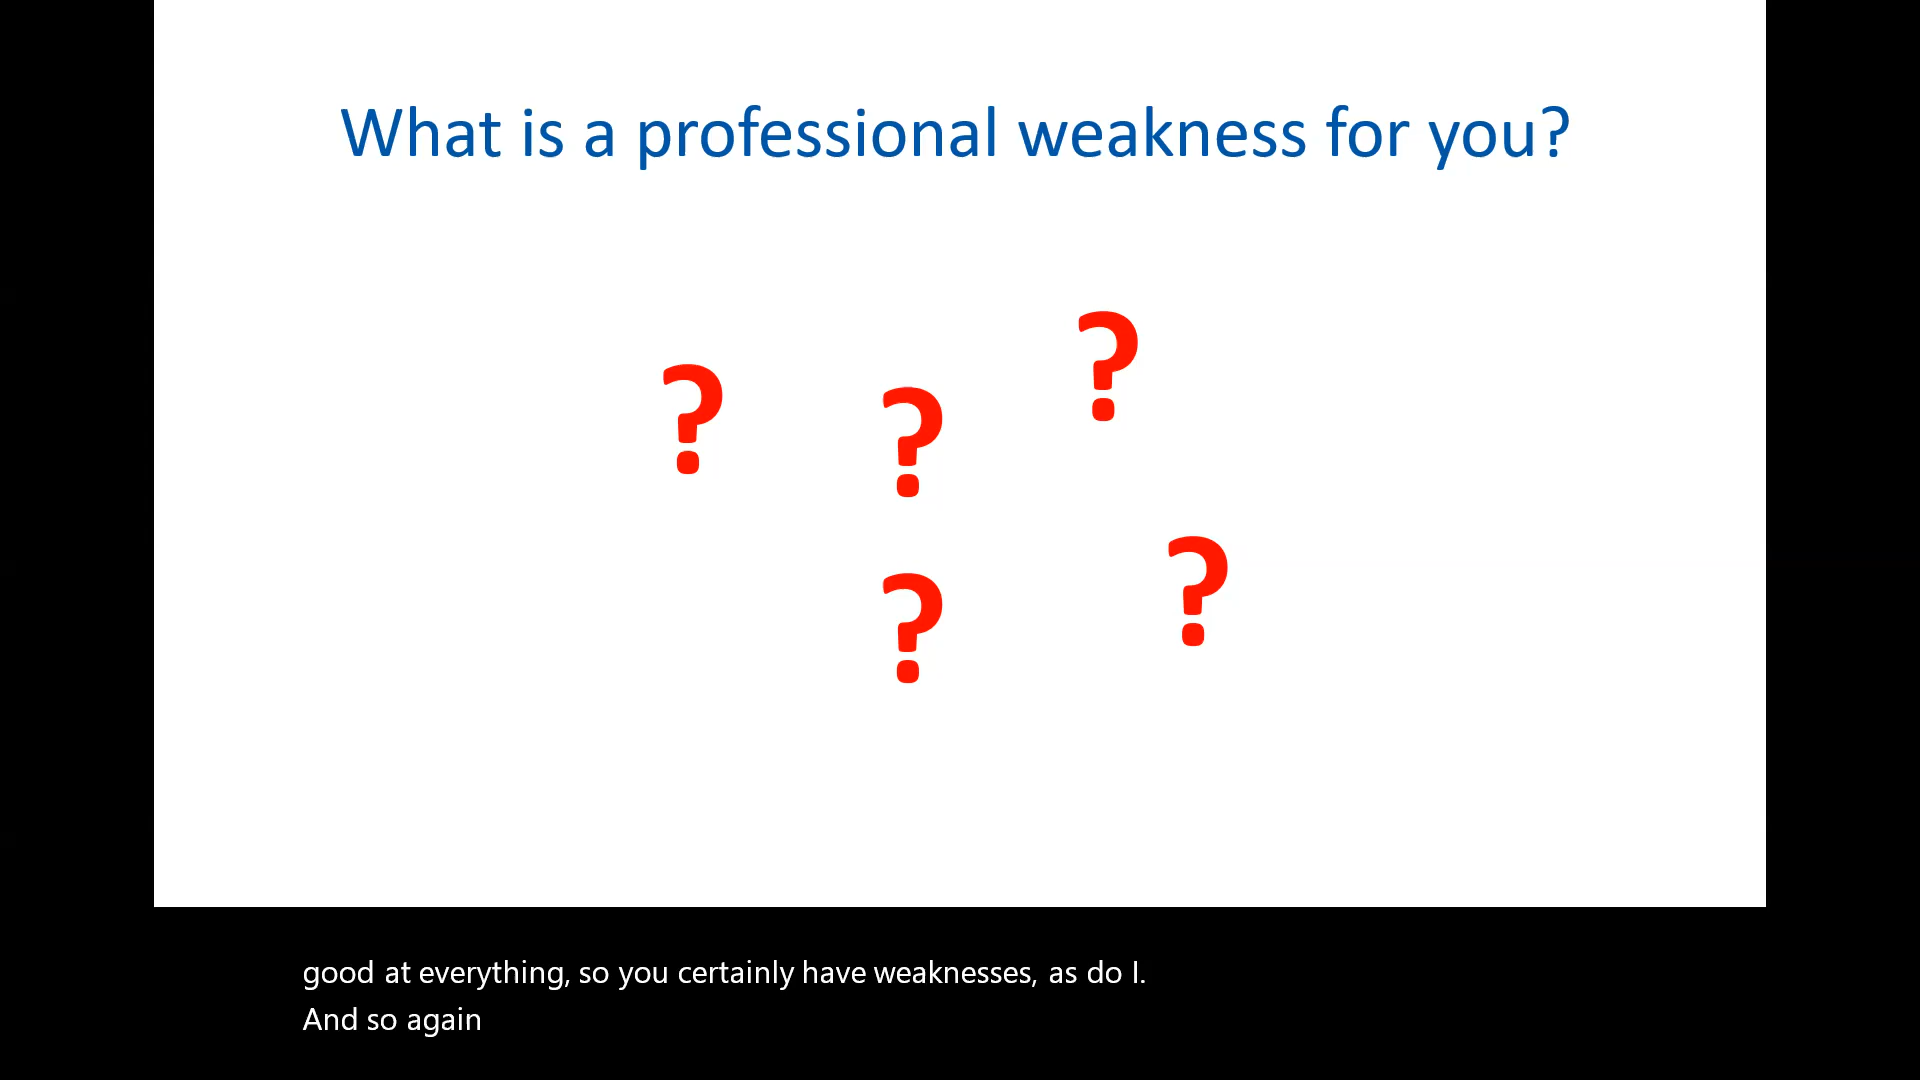 What is a professional weakness for you?
?
?
?
?
?
good at everything, so you certainly have weaknesses, as do I.
And so again